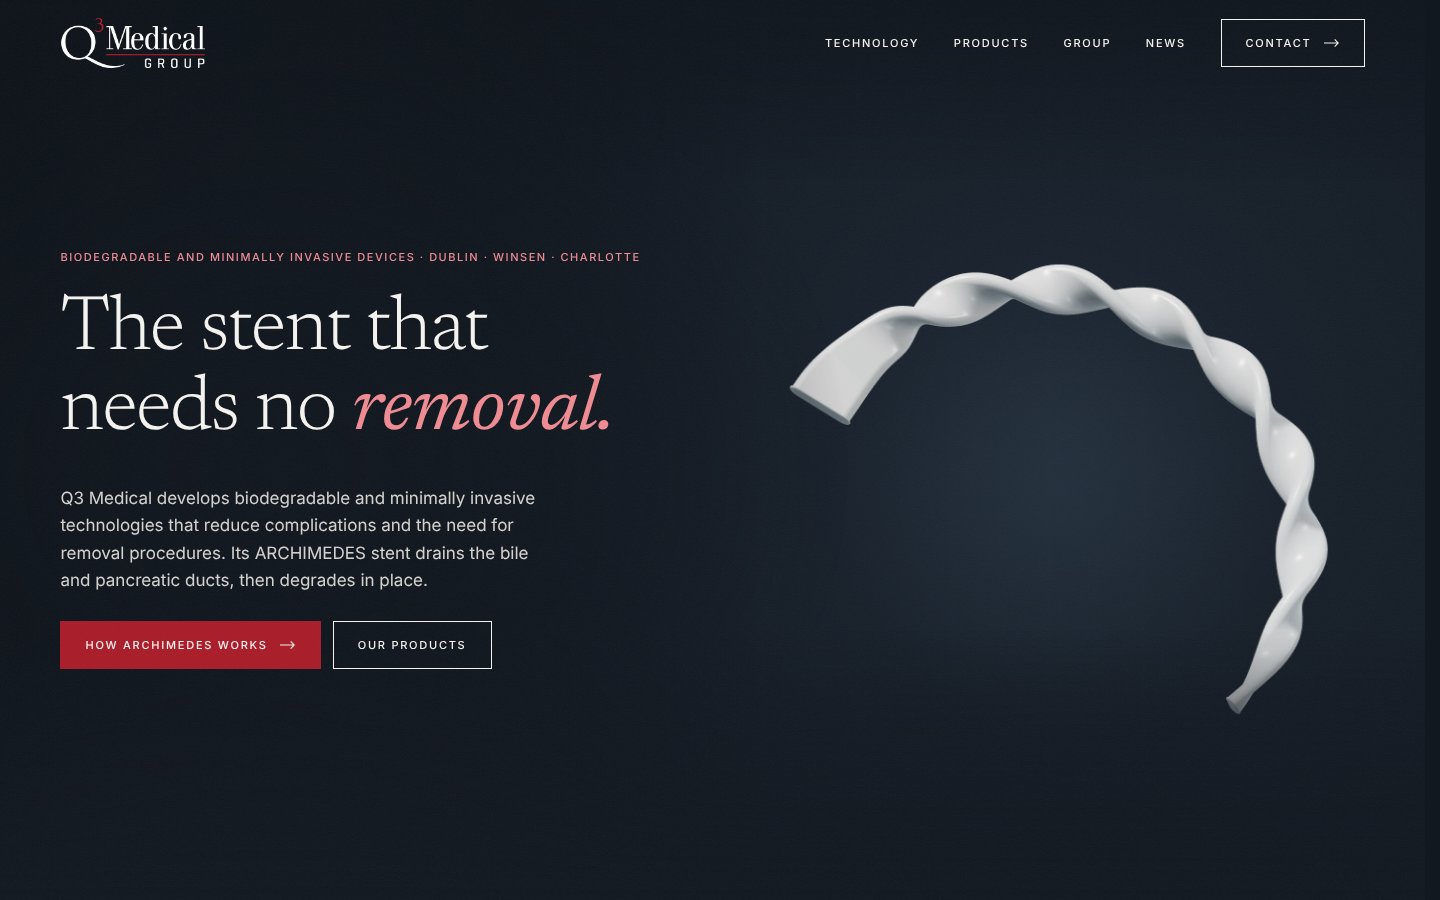 Q3 Medical
GROUP
TECHNOLOGY
PRODUCTS
GROUP
NEWS
CONTACT →
BIODEGRADABLE AND MINIMALLY INVASIVE DEVICES · DUBLIN · WINSEN · CHARLOTTE
The stent that
needs no removal.
Q3 Medical develops biodegradable and minimally invasive
technologies that reduce complications and the need for
removal procedures. Its ARCHIMEDES stent drains the bile
and pancreatic ducts, then degrades in place.
HOW ARCHIMEDES WORKS →
OUR PRODUCTS